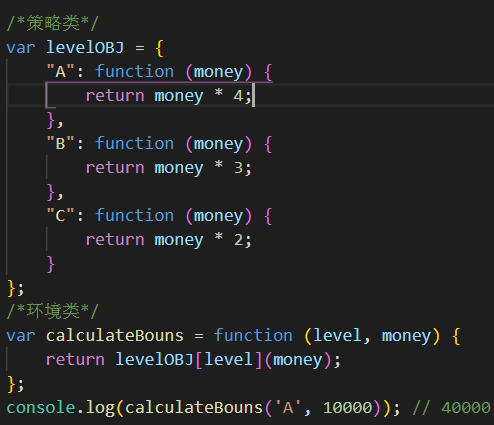 /*策略类*/
var levelOBJ = {
    "A": function (money) {
        return money * 4;
    },
    "B": function (money) {
        return money * 3;
    },
    "C": function (money) {
        return money * 2;
    }
};
/*环境类*/
var calculateBouns = function (level, money) {
    return levelOBJ[level](money);
};
console.log(calculateBouns('A', 10000)); // 40000